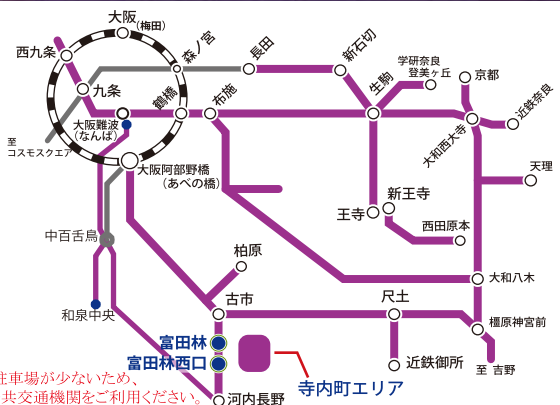 大阪
(梅田)
西九条
森ノ宮
長田
新石切
学研奈良
登美ヶ丘
京都
九条
鶴橋
布施
生駒
近鉄奈良
大阪難波
(なんば)
大和西大寺
至
コスモスクエア
大阪阿部野橋
(あべの橋)
天理
王寺
新王寺
西田原本
中百舌鳥
柏原
大和八木
和泉中央
古市
尺土
橿原神宮前
富田林
富田林西口
寺内町エリア
近鉄御所
至 吉野
車場が少ないため、
共交通機関をご利用ください。
河内長野